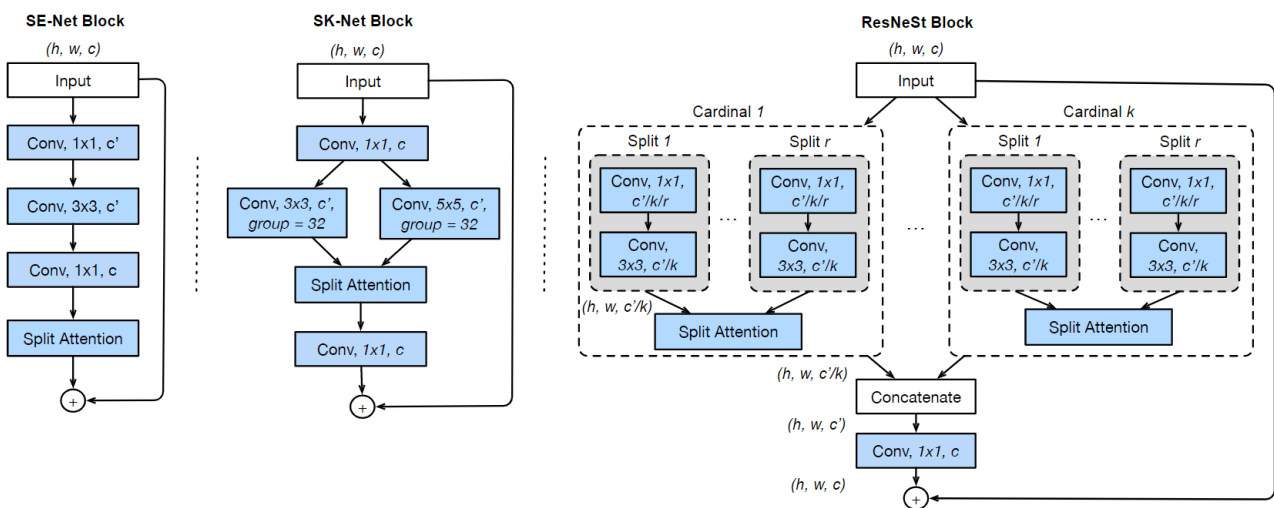 SE-Net Block
(h, w, c)
Input
Conv, 1x1, c'
Conv, 3x3, c'
Conv, 1x1, c
Split Attention
+
SK-Net Block
(h, w, c)
Input
Conv, 1x1, c
Conv, 3x3, c',
group = 32
Conv, 5x5, c',
group = 32
Split Attention
Conv, 1x1, c
+
ResNeSt Block
(h, w, c)
Input
Cardinal 1
Split 1
Conv, 1x1,
c'/k/r
Conv,
3x3, c'/k
...
Split r
Conv, 1x1,
c'/k/r
Conv,
3x3, c'/k
(h, w, c'/k)
Split Attention
...
Cardinal k
Split 1
Conv, 1x1,
c'/k/r
Conv,
3x3, c'/k
...
Split r
Conv, 1x1,
c'/k/r
Conv,
3x3, c'/k
Split Attention
(h, w, c'/k)
Concatenate
(h, w, c')
Conv, 1x1, c
(h, w, c)
+